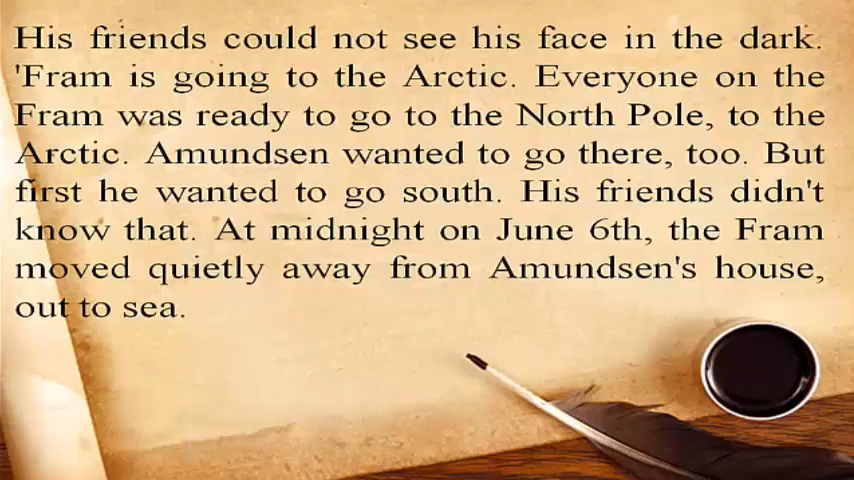 His friends could not see his face in the dark.
'Fram is going to the Arctic. Everyone on the
Fram was ready to go to the North Pole, to the
Arctic. Amundsen wanted to go there, too. But
first he wanted to go south. His friends didn't
know that. At midnight on June 6th, the Fram
moved quietly away from Amundsen's house,
out to sea.